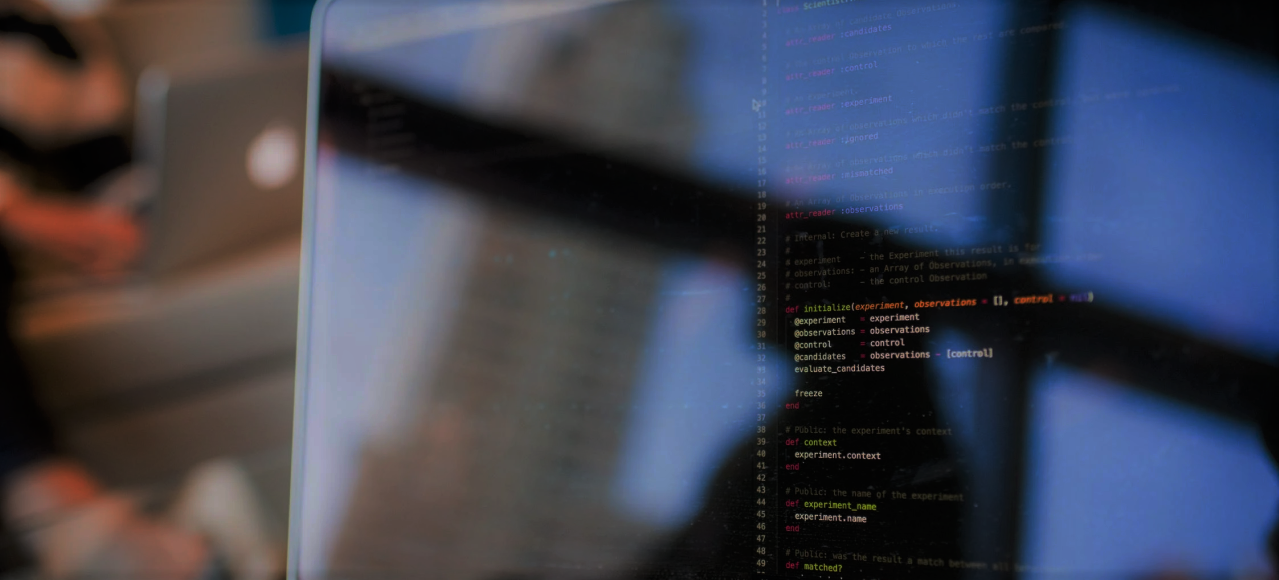 class Scientist
# An Array of candidate Observations.
attr_reader :candidates
# The control Observation to which the rest are compared.
attr_reader :control
# An Experiment.
attr_reader :experiment
# An Array of observations which didn't match the control, but were ignored.
attr_reader :ignored
# An Array of observations which didn't match the control.
attr_reader :mismatched
# An Array of Observations in execution order.
attr_reader :observations
# Internal: Create a new result.
#
# experiment - the Experiment this result is for
# observations: - an Array of Observations, in execution order
# control: - the control Observation
#
def initialize(experiment, observations = [], control = nil)
@experiment = experiment
@observations = observations
@control = control
@candidates = observations - [control]
evaluate_candidates
freeze
end
# Public: the experiment's context
def context
experiment.context
end
# Public: the name of the experiment
def experiment_name
experiment.name
end
# Public: was the result a match between all
def matched?